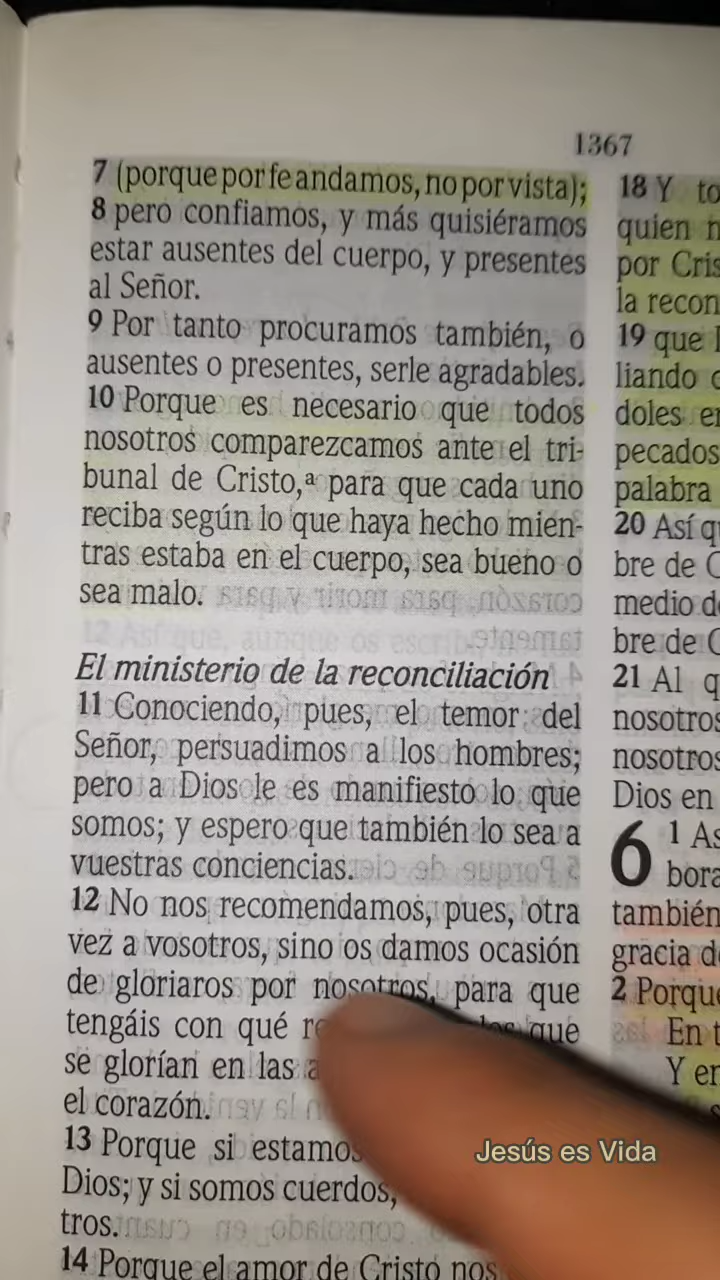 1367
7 (porque por fe andamos, no por vista);
8 pero confiamos, y más quisiéramos
estar ausentes del cuerpo, y presentes
al Señor.
9 Por tanto procuramos también, o
ausentes o presentes, serle agradables.
10 Porque es necesario que todos
nosotros comparezcamos ante el tri-
bunal de Cristo,ª para que cada uno
reciba según lo que haya hecho mien-
tras estaba en el cuerpo, sea bueno o
sea malo.
El ministerio de la reconciliación
11 Conociendo, pues, el temor del
Señor, persuadimos a los hombres;
pero a Dios le es manifiesto lo que
somos; y espero que también lo sea a
vuestras conciencias.
12 No nos recomendamos, pues, otra
vez a vosotros, sino os damos ocasión
de gloriaros por nosotros, para que
tengáis con qué que
se glorían en las
el corazón.
13 Porque si estamos
Dios; y si somos cuerdos,
tros.
14 Porque el amor de Cristo nos
18 Y
quien
por
la
19 que
liando
doles
pecados
palabra
20 Así
bre de
medio
bre de
21 Al
nosotros
nosotros
Dios en
6 1
también
gracia
2
En
Y
Jesús es Vida